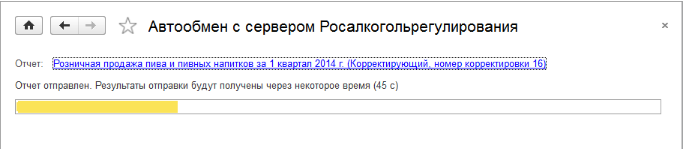 Автообмен с сервером Росалкогольрегулирования
Отчет: Розничная продажа пива и пивных напитков за 1 квартал 2014 г. (Корректирующий, номер корректировки 16)
Отчет отправлен. Результаты отправки будут получены через некоторое время (45 с)